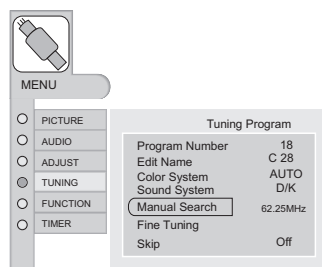 MENU
PICTURE
AUDIO
ADJUST
TUNING
FUNCTION
TIMER
Tuning Program
Program Number 18
Edit Name C 28
Color System AUTO
Sound System D/K
Manual Search 62.25MHz
Fine Tuning
Skip Off